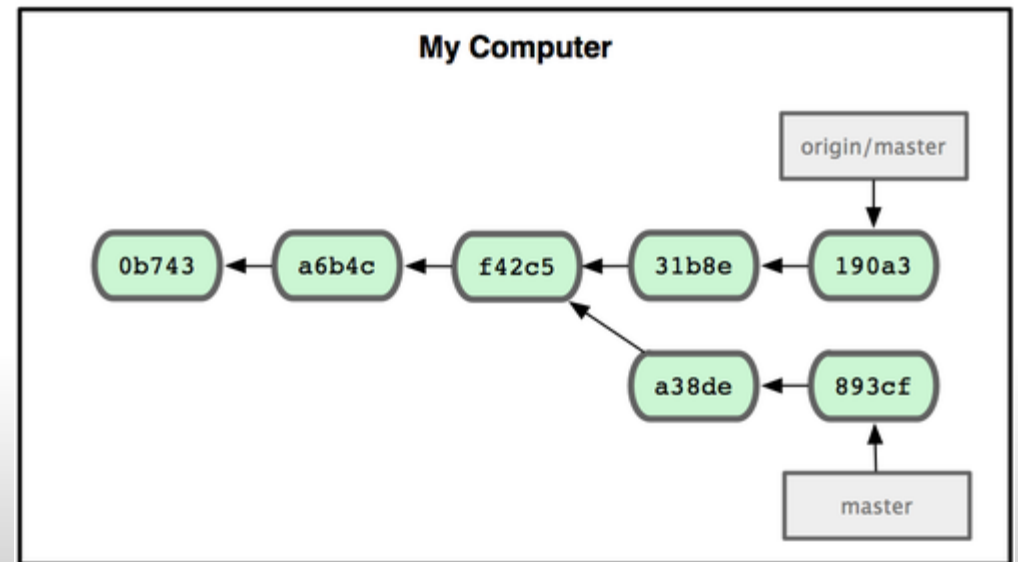 My Computer
origin/master
0b743 a6b4c f42c5 31b8e 190a3
a38de 893cf
master